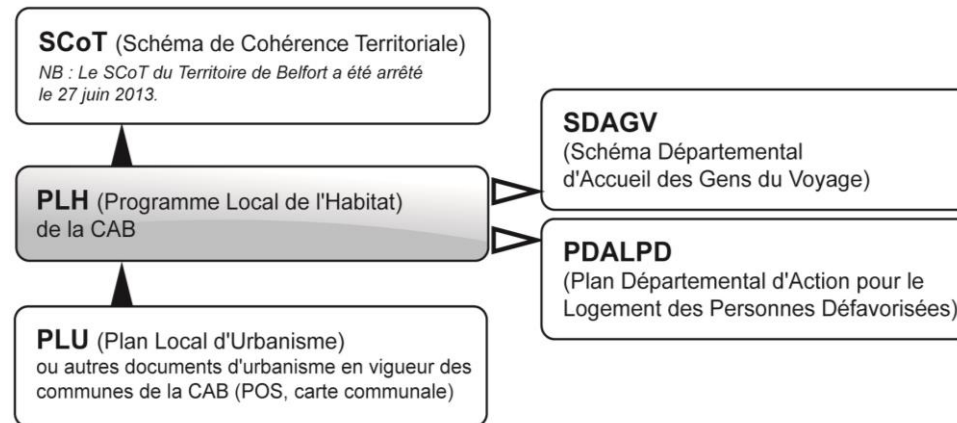 SCoT (Schéma de Cohérence Territoriale)
NB : Le SCoT du Territoire de Belfort a été arrêté
le 27 juin 2013.
PLH (Programme Local de l'Habitat)
de la CAB
PLU (Plan Local d'Urbanisme)
ou autres documents d'urbanisme en vigueur des
communes de la CAB (POS, carte communale)
SDAGV
(Schéma Départemental
d'Accueil des Gens du Voyage)
PDALPD
(Plan Départemental d'Action pour le
Logement des Personnes Défavorisées)